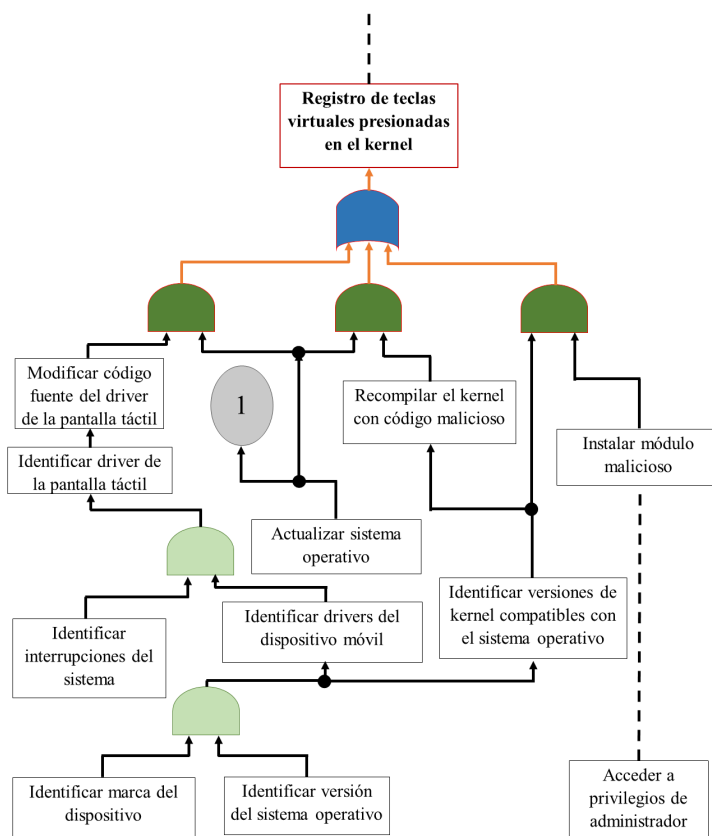 Registro de teclas
virtuales presionadas
en el kernel
Modificar código
fuente del driver
de la pantalla táctil
1
Recompilar el kernel
con código malicioso
Instalar módulo
malicioso
Identificar driver de
la pantalla táctil
Actualizar sistema
operativo
Identificar
interrupciones del
sistema
Identificar drivers del
dispositivo móvil
Identificar versiones de
kernel compatibles con
el sistema operativo
Identificar marca del
dispositivo
Identificar versión
del sistema operativo
Acceder a
privilegios de
administrador